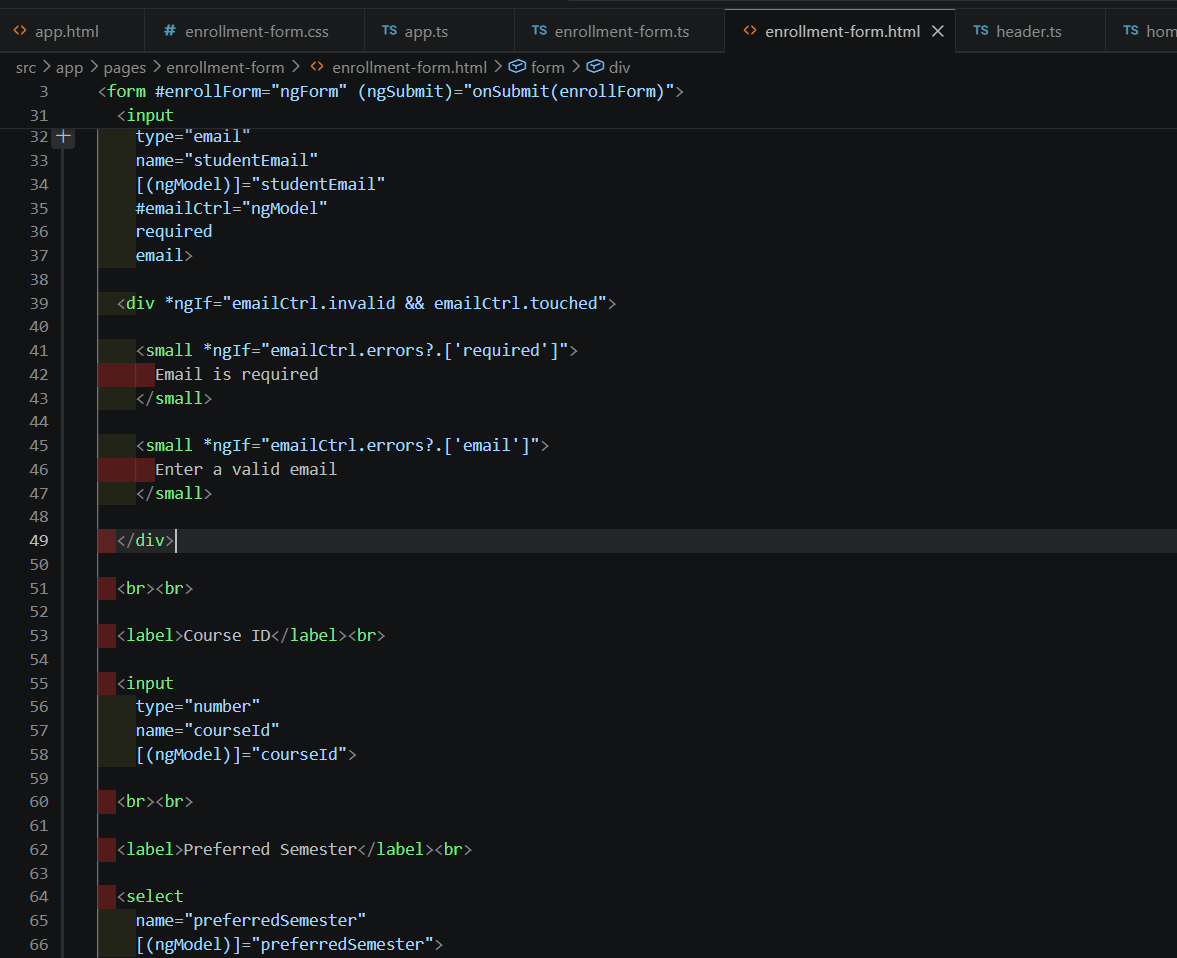 <> app.html # enrollment-form.css TS app.ts TS enrollment-form.ts <> enrollment-form.html TS header.ts TS hom
src > app > pages > enrollment-form > <> enrollment-form.html > form > div
3 <form #enrollForm="ngForm" (ngSubmit)="onSubmit(enrollForm)">
31 <input
32 type="email"
33 name="studentEmail"
34 [(ngModel)]="studentEmail"
35 #emailCtrl="ngModel"
36 required
37 email>
38
39 <div *ngIf="emailCtrl.invalid && emailCtrl.touched">
40
41 <small *ngIf="emailCtrl.errors?.['required']">
42 Email is required
43 </small>
44
45 <small *ngIf="emailCtrl.errors?.['email']">
46 Enter a valid email
47 </small>
48
49 </div>
50
51 <br><br>
52
53 <label>Course ID</label><br>
54
55 <input
56 type="number"
57 name="courseId"
58 [(ngModel)]="courseId">
59
60 <br><br>
61
62 <label>Preferred Semester</label><br>
63
64 <select
65 name="preferredSemester"
66 [(ngModel)]="preferredSemester">